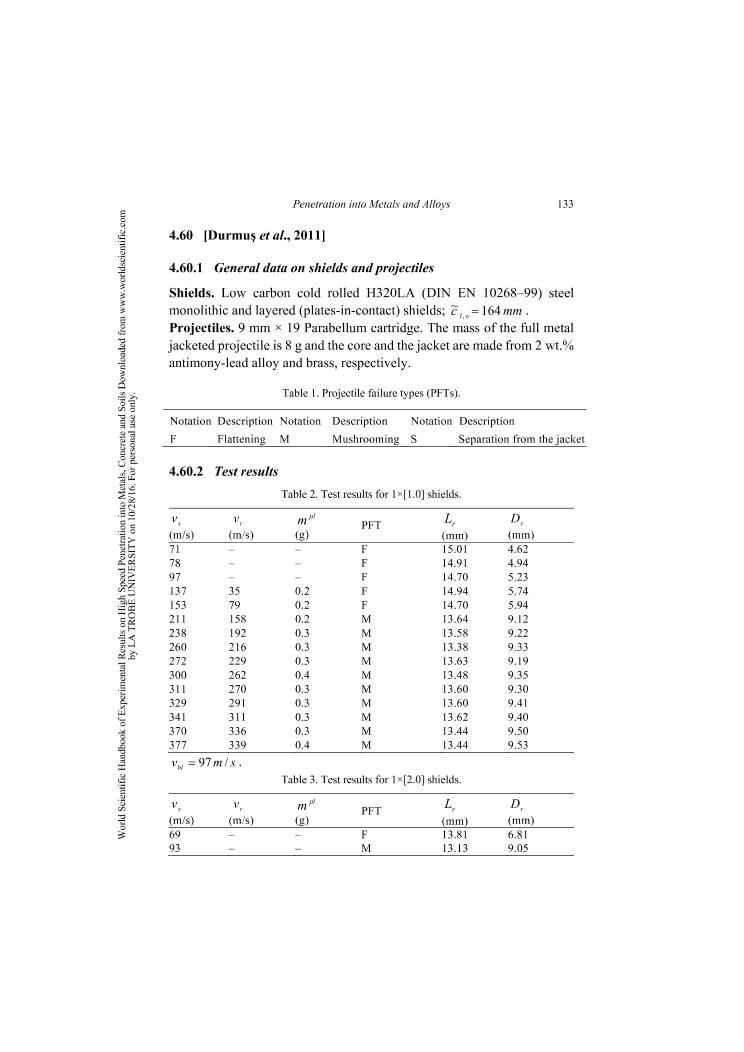 Penetration into Metals and Alloys 133
4.60 [Durmuş et al., 2011]
4.60.1 General data on shields and projectiles
Shields. Low carbon cold rolled H320LA (DIN EN 10268–99) steel
monolithic and layered (plates-in-contact) shields; c̃ l,w = 164 mm .
Projectiles. 9 mm × 19 Parabellum cartridge. The mass of the full metal
jacketed projectile is 8 g and the core and the jacket are made from 2 wt.%
antimony-lead alloy and brass, respectively.
Table 1. Projectile failure types (PFTs).
Notation Description Notation Description Notation Description
F Flattening M Mushrooming S Separation from the jacket
4.60.2 Test results
Table 2. Test results for 1×[1.0] shields.
v s v r m pl PFT L r D r
(m/s) (m/s) (g) (mm) (mm)
71 – – F 15.01 4.62
78 – – F 14.91 4.94
97 – – F 14.70 5.23
137 35 0.2 F 14.94 5.74
153 79 0.2 F 14.70 5.94
211 158 0.2 M 13.64 9.12
238 192 0.3 M 13.58 9.22
260 216 0.3 M 13.38 9.33
272 229 0.3 M 13.63 9.19
300 262 0.4 M 13.48 9.35
311 270 0.3 M 13.60 9.30
329 291 0.3 M 13.60 9.41
341 311 0.3 M 13.62 9.40
370 336 0.3 M 13.44 9.50
377 339 0.4 M 13.44 9.53
v bl = 97 m / s .
Table 3. Test results for 1×[2.0] shields.
v s v r m pl PFT L r D r
(m/s) (m/s) (g) (mm) (mm)
69 – – F 13.81 6.81
93 – – M 13.13 9.05
World Scientific Handbook of Experimental Results on High Speed Penetration into Metals, Concrete and Soils Downloaded from www.worldscientific.com
by LA TROBE UNIVERSITY on 10/28/16. For personal use only.